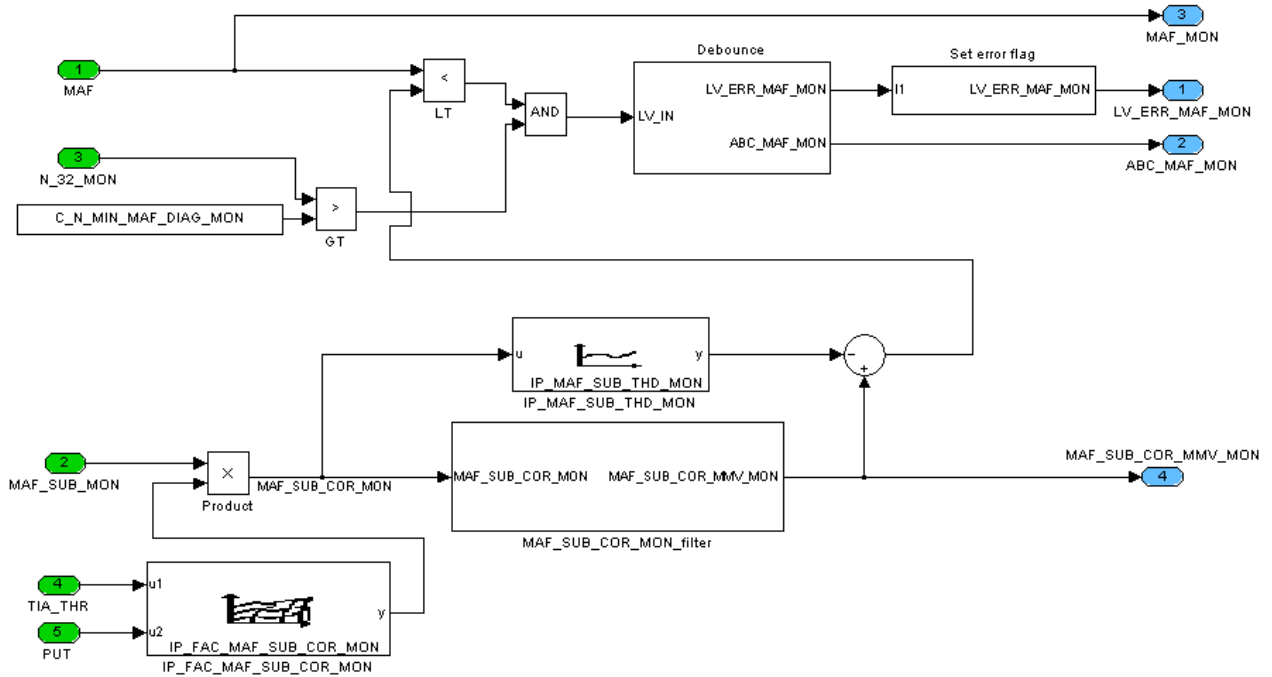 3
MAF_MON
Debounce
Set error flag
1
MAF
<
LT
LV_ERR_MAF_MON
I1
LV_ERR_MAF_MON
1
LV_ERR_MAF_MON
AND
LV_IN
ABC_MAF_MON
2
ABC_MAF_MON
3
N_32_MON
C_N_MIN_MAF_DIAG_MON
>
GT
u
y
IP_MAF_SUB_THD_MON
IP_MAF_SUB_THD_MON
−
+
2
MAF_SUB_MON
×
Product
MAF_SUB_COR_MON
MAF_SUB_COR_MON
MAF_SUB_COR_MMV_MON
MAF_SUB_COR_MON_filter
MAF_SUB_COR_MMV_MON
4
4
TIA_THR
5
PUT
u1
u2
y
IP_FAC_MAF_SUB_COR_MON
IP_FAC_MAF_SUB_COR_MON